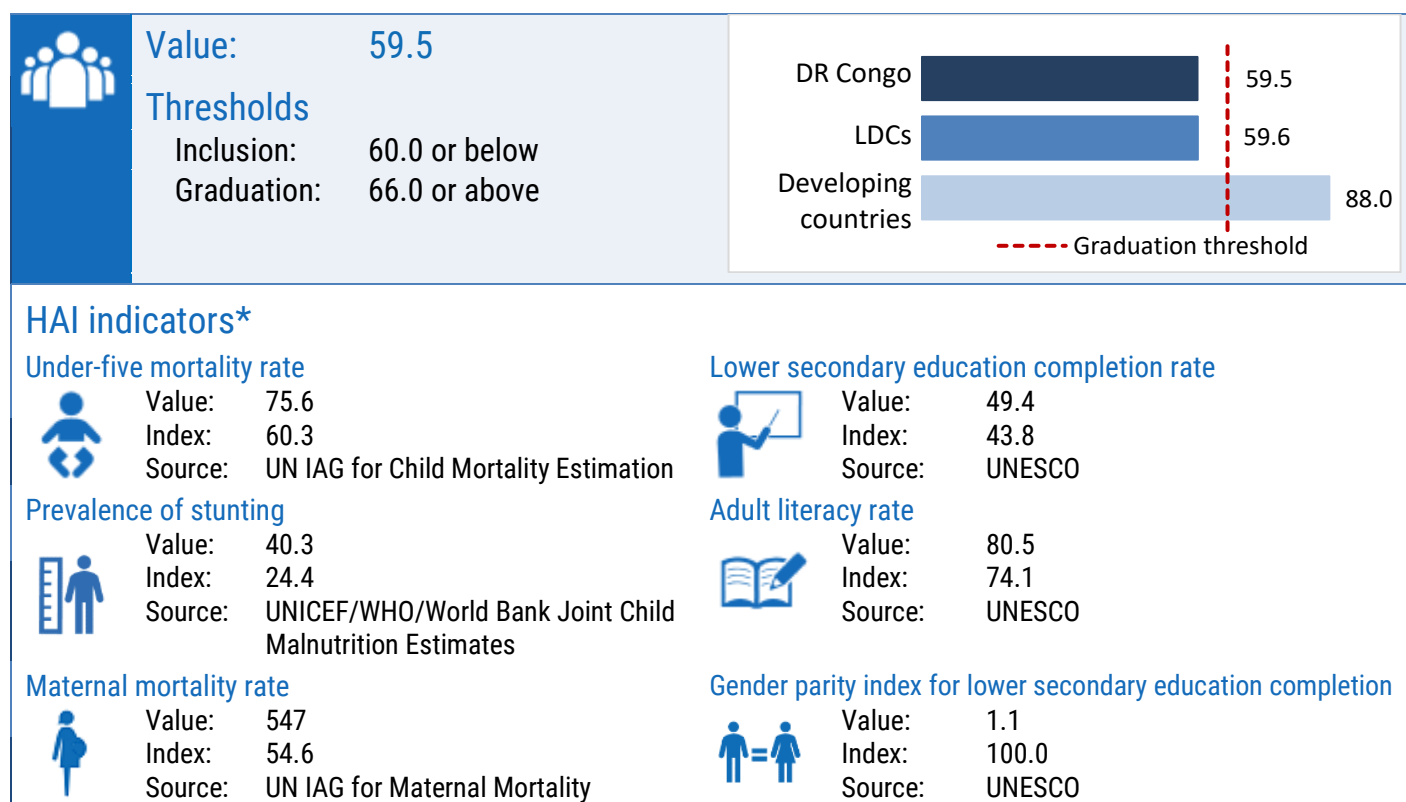 Value: 59.5
Thresholds
Inclusion: 60.0 or below
Graduation: 66.0 or above
DR Congo 59.5
LDCs 59.6
Developing
countries
88.0
Graduation threshold
HAI indicators*
Under-five mortality rate
Value: 75.6
Index: 60.3
Source: UN IAG for Child Mortality Estimation
Prevalence of stunting
Value: 40.3
Index: 24.4
Source: UNICEF/WHO/World Bank Joint Child
Malnutrition Estimates
Maternal mortality rate
Value: 547
Index: 54.6
Source: UN IAG for Maternal Mortality
Lower secondary education completion rate
Value: 49.4
Index: 43.8
Source: UNESCO
Adult literacy rate
Value: 80.5
Index: 74.1
Source: UNESCO
Gender parity index for lower secondary education completion
Value: 1.1
Index: 100.0
Source: UNESCO